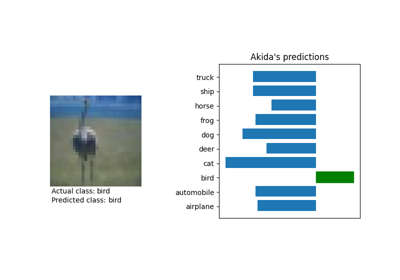 Akida's predictions
truck
ship
horse
frog
dog
deer
cat
bird
automobile
airplane
Actual class: bird
Predicted class: bird